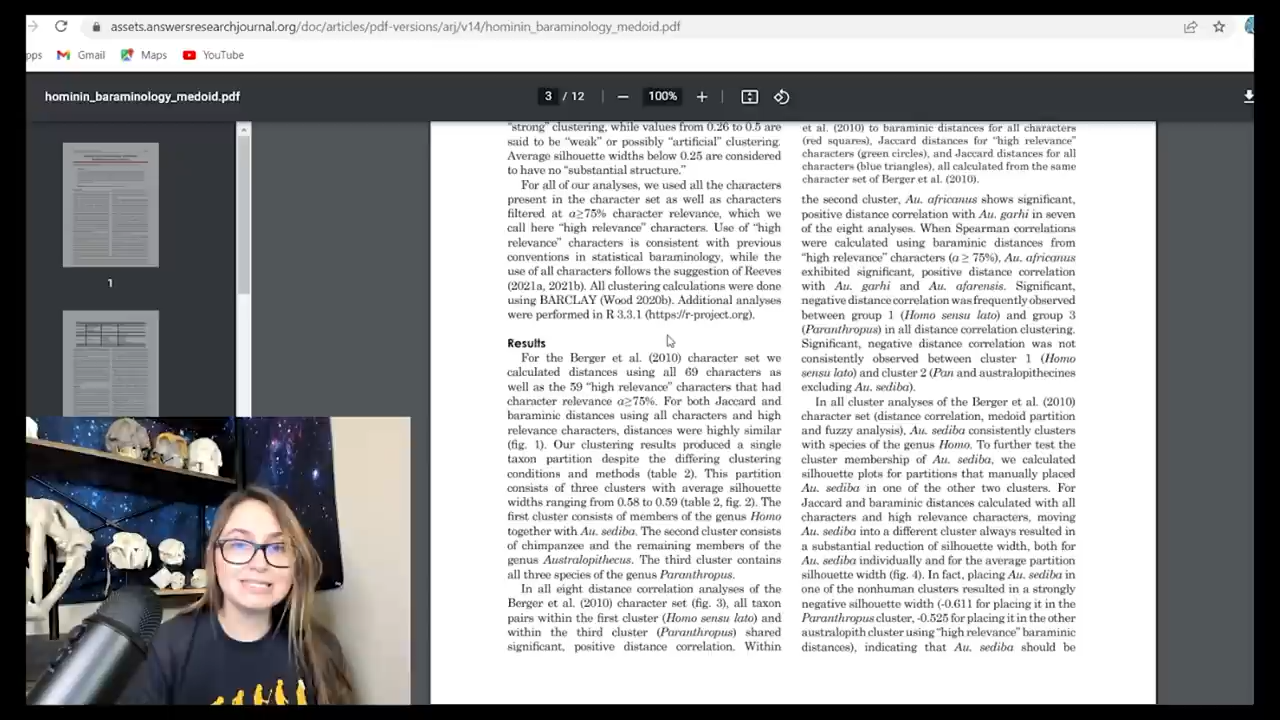 assets.answersresearchjournal.org/doc/articles/pdf-versions/arj/v14/hominin_baraminology_medoid.pdf
pps Gmail Maps YouTube
hominin_baraminology_medoid.pdf
3 / 12 100%
1
"strong" clustering, while values from 0.26 to 0.5 are
said to be "weak" or possibly "artificial" clustering.
Average silhouette widths below 0.25 are considered
to have no "substantial structure."
For all of our analyses, we used all the characters
present in the character set as well as characters
filtered at a≥75% character relevance, which we
call here "high relevance" characters. Use of "high
relevance" characters is consistent with previous
conventions in statistical baraminology, while the
use of all characters follows the suggestion of Reeves
(2021a, 2021b). All clustering calculations were done
using BARCLAY (Wood 2020b). Additional analyses
were performed in R 3.3.1 (https://r-project.org).
Results
For the Berger et al. (2010) character set we
calculated distances using all 69 characters as
well as the 59 "high relevance" characters that had
character relevance a≥75%. For both Jaccard and
baraminic distances using all characters and high
relevance characters, distances were highly similar
(fig. 1). Our clustering results produced a single
taxon partition despite the differing clustering
conditions and methods (table 2). This partition
consists of three clusters with average silhouette
widths ranging from 0.58 to 0.59 (table 2, fig. 2). The
first cluster consists of members of the genus Homo
together with Au. sediba. The second cluster consists
of chimpanzee and the remaining members of the
genus Australopithecus. The third cluster contains
all three species of the genus Paranthropus.
In all eight distance correlation analyses of the
Berger et al. (2010) character set (fig. 3), all taxon
pairs within the first cluster (Homo sensu lato) and
within the third cluster (Paranthropus) shared
significant, positive distance correlation. Within
et al. (2010) to baraminic distances for all characters
(red squares), Jaccard distances for "high relevance"
characters (green circles), and Jaccard distances for all
characters (blue triangles), all calculated from the same
character set of Berger et al. (2010).
the second cluster, Au. africanus shows significant,
positive distance correlation with Au. garhi in seven
of the eight analyses. When Spearman correlations
were calculated using baraminic distances from
"high relevance" characters (a ≥ 75%), Au. africanus
exhibited significant, positive distance correlation
with Au. garhi and Au. afarensis. Significant,
negative distance correlation was frequently observed
between group 1 (Homo sensu lato) and group 3
(Paranthropus) in all distance correlation clustering.
Significant, negative distance correlation was not
consistently observed between cluster 1 (Homo
sensu lato) and cluster 2 (Pan and australopithecines
excluding Au. sediba).
In all cluster analyses of the Berger et al. (2010)
character set (distance correlation, medoid partition
and fuzzy analysis), Au. sediba consistently clusters
with species of the genus Homo. To further test the
cluster membership of Au. sediba, we calculated
silhouette plots for partitions that manually placed
Au. sediba in one of the other two clusters. For
Jaccard and baraminic distances calculated with all
characters and high relevance characters, moving
Au. sediba into a different cluster always resulted in
a substantial reduction of silhouette width, both for
Au. sediba individually and for the average partition
silhouette width (fig. 4). In fact, placing Au. sediba in
one of the nonhuman clusters resulted in a strongly
negative silhouette width (-0.611 for placing it in the
Paranthropus cluster, -0.525 for placing it in the other
australopith cluster using "high relevance" baraminic
distances), indicating that Au. sediba should be